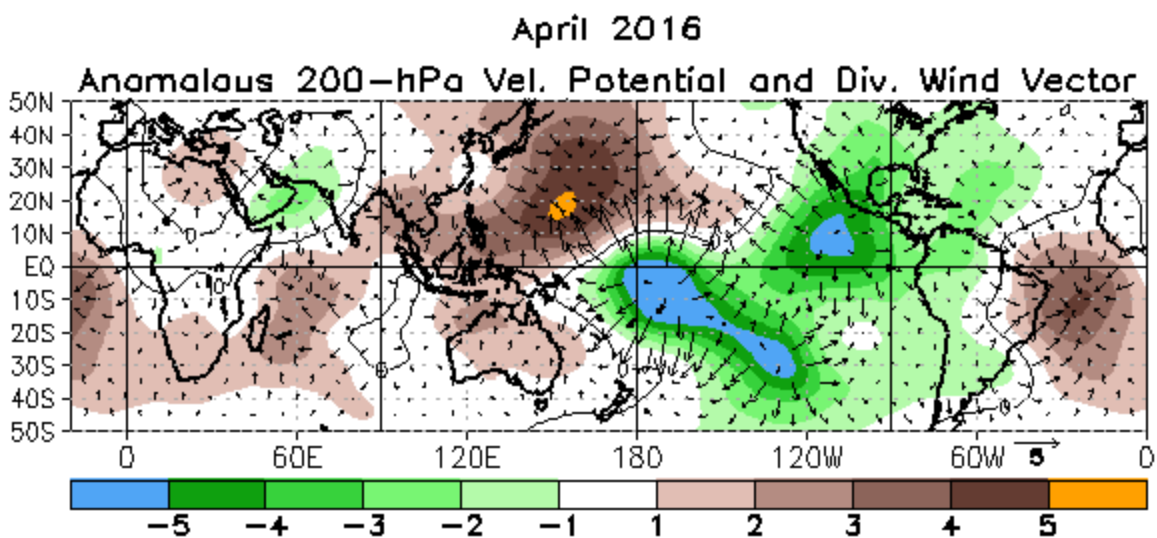 April 2016
Anamalaus 200-hPa Vel. Potential and Div. Wind Vector
50N
40N
30N
20N
10N
EQ
10S
20S
30S
40S
50S
0 60E 120E 180 120W 60W 5 0
-5 -4 -3 -2 -1 1 2 3 4 5